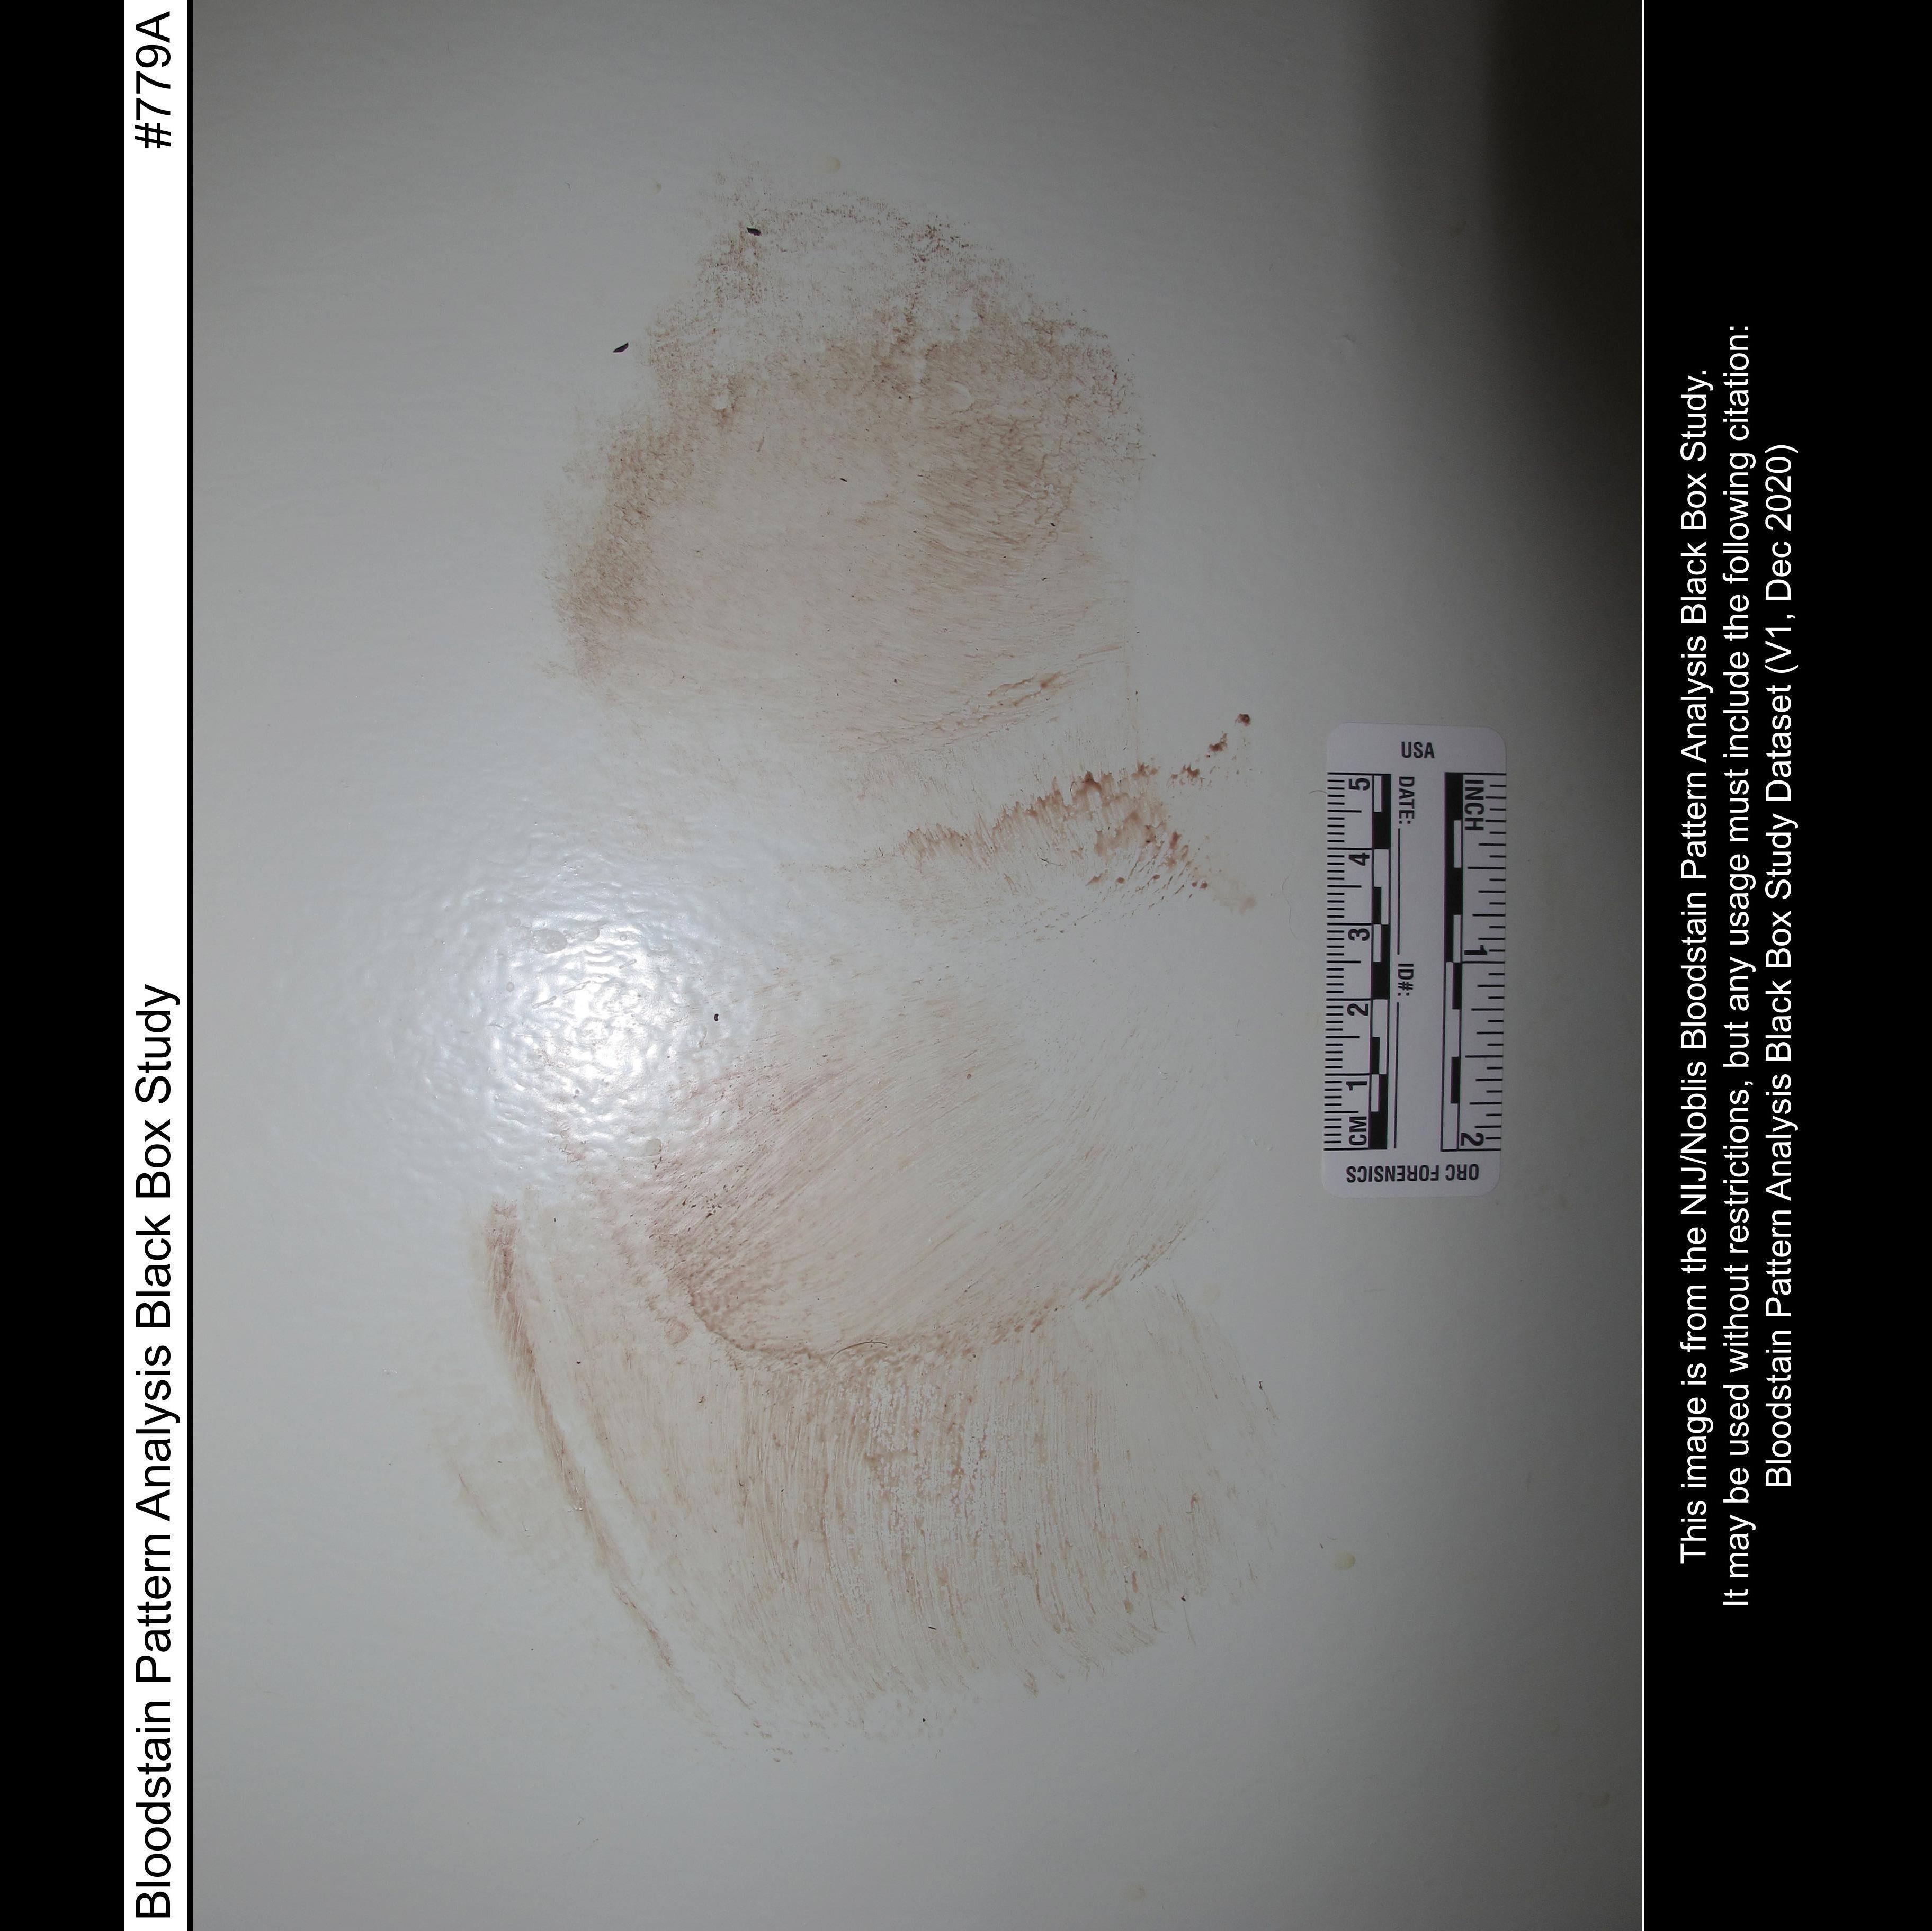 Bloodstain Pattern Analysis Black Box Study #779A
USA
5 4 3 2 1 CM
DATE:
ID#:
INCH 1 2
ORC FORENSICS
This image is from the NIJ/Noblis Bloodstain Pattern Analysis Black Box Study.
It may be used without restrictions, but any usage must include the following citation:
Bloodstain Pattern Analysis Black Box Study Dataset (V1, Dec 2020)